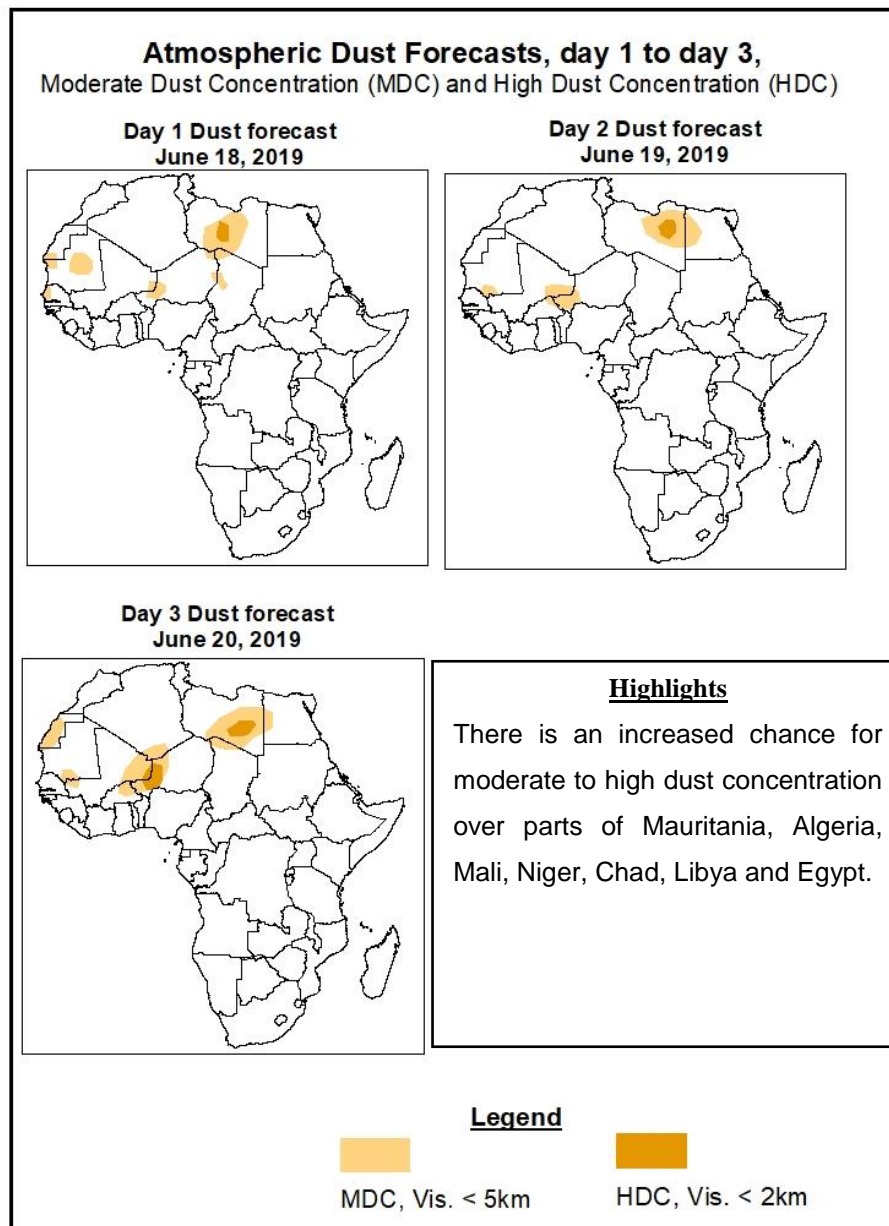 Atmospheric Dust Forecasts, day 1 to day 3,
Moderate Dust Concentration (MDC) and High Dust Concentration (HDC)
Day 1 Dust forecast
June 18, 2019
Day 2 Dust forecast
June 19, 2019
Day 3 Dust forecast
June 20, 2019
Highlights
There is an increased chance for
moderate to high dust concentration
over parts of Mauritania, Algeria,
Mali, Niger, Chad, Libya and Egypt.
Legend
MDC, Vis. < 5km
HDC, Vis. < 2km